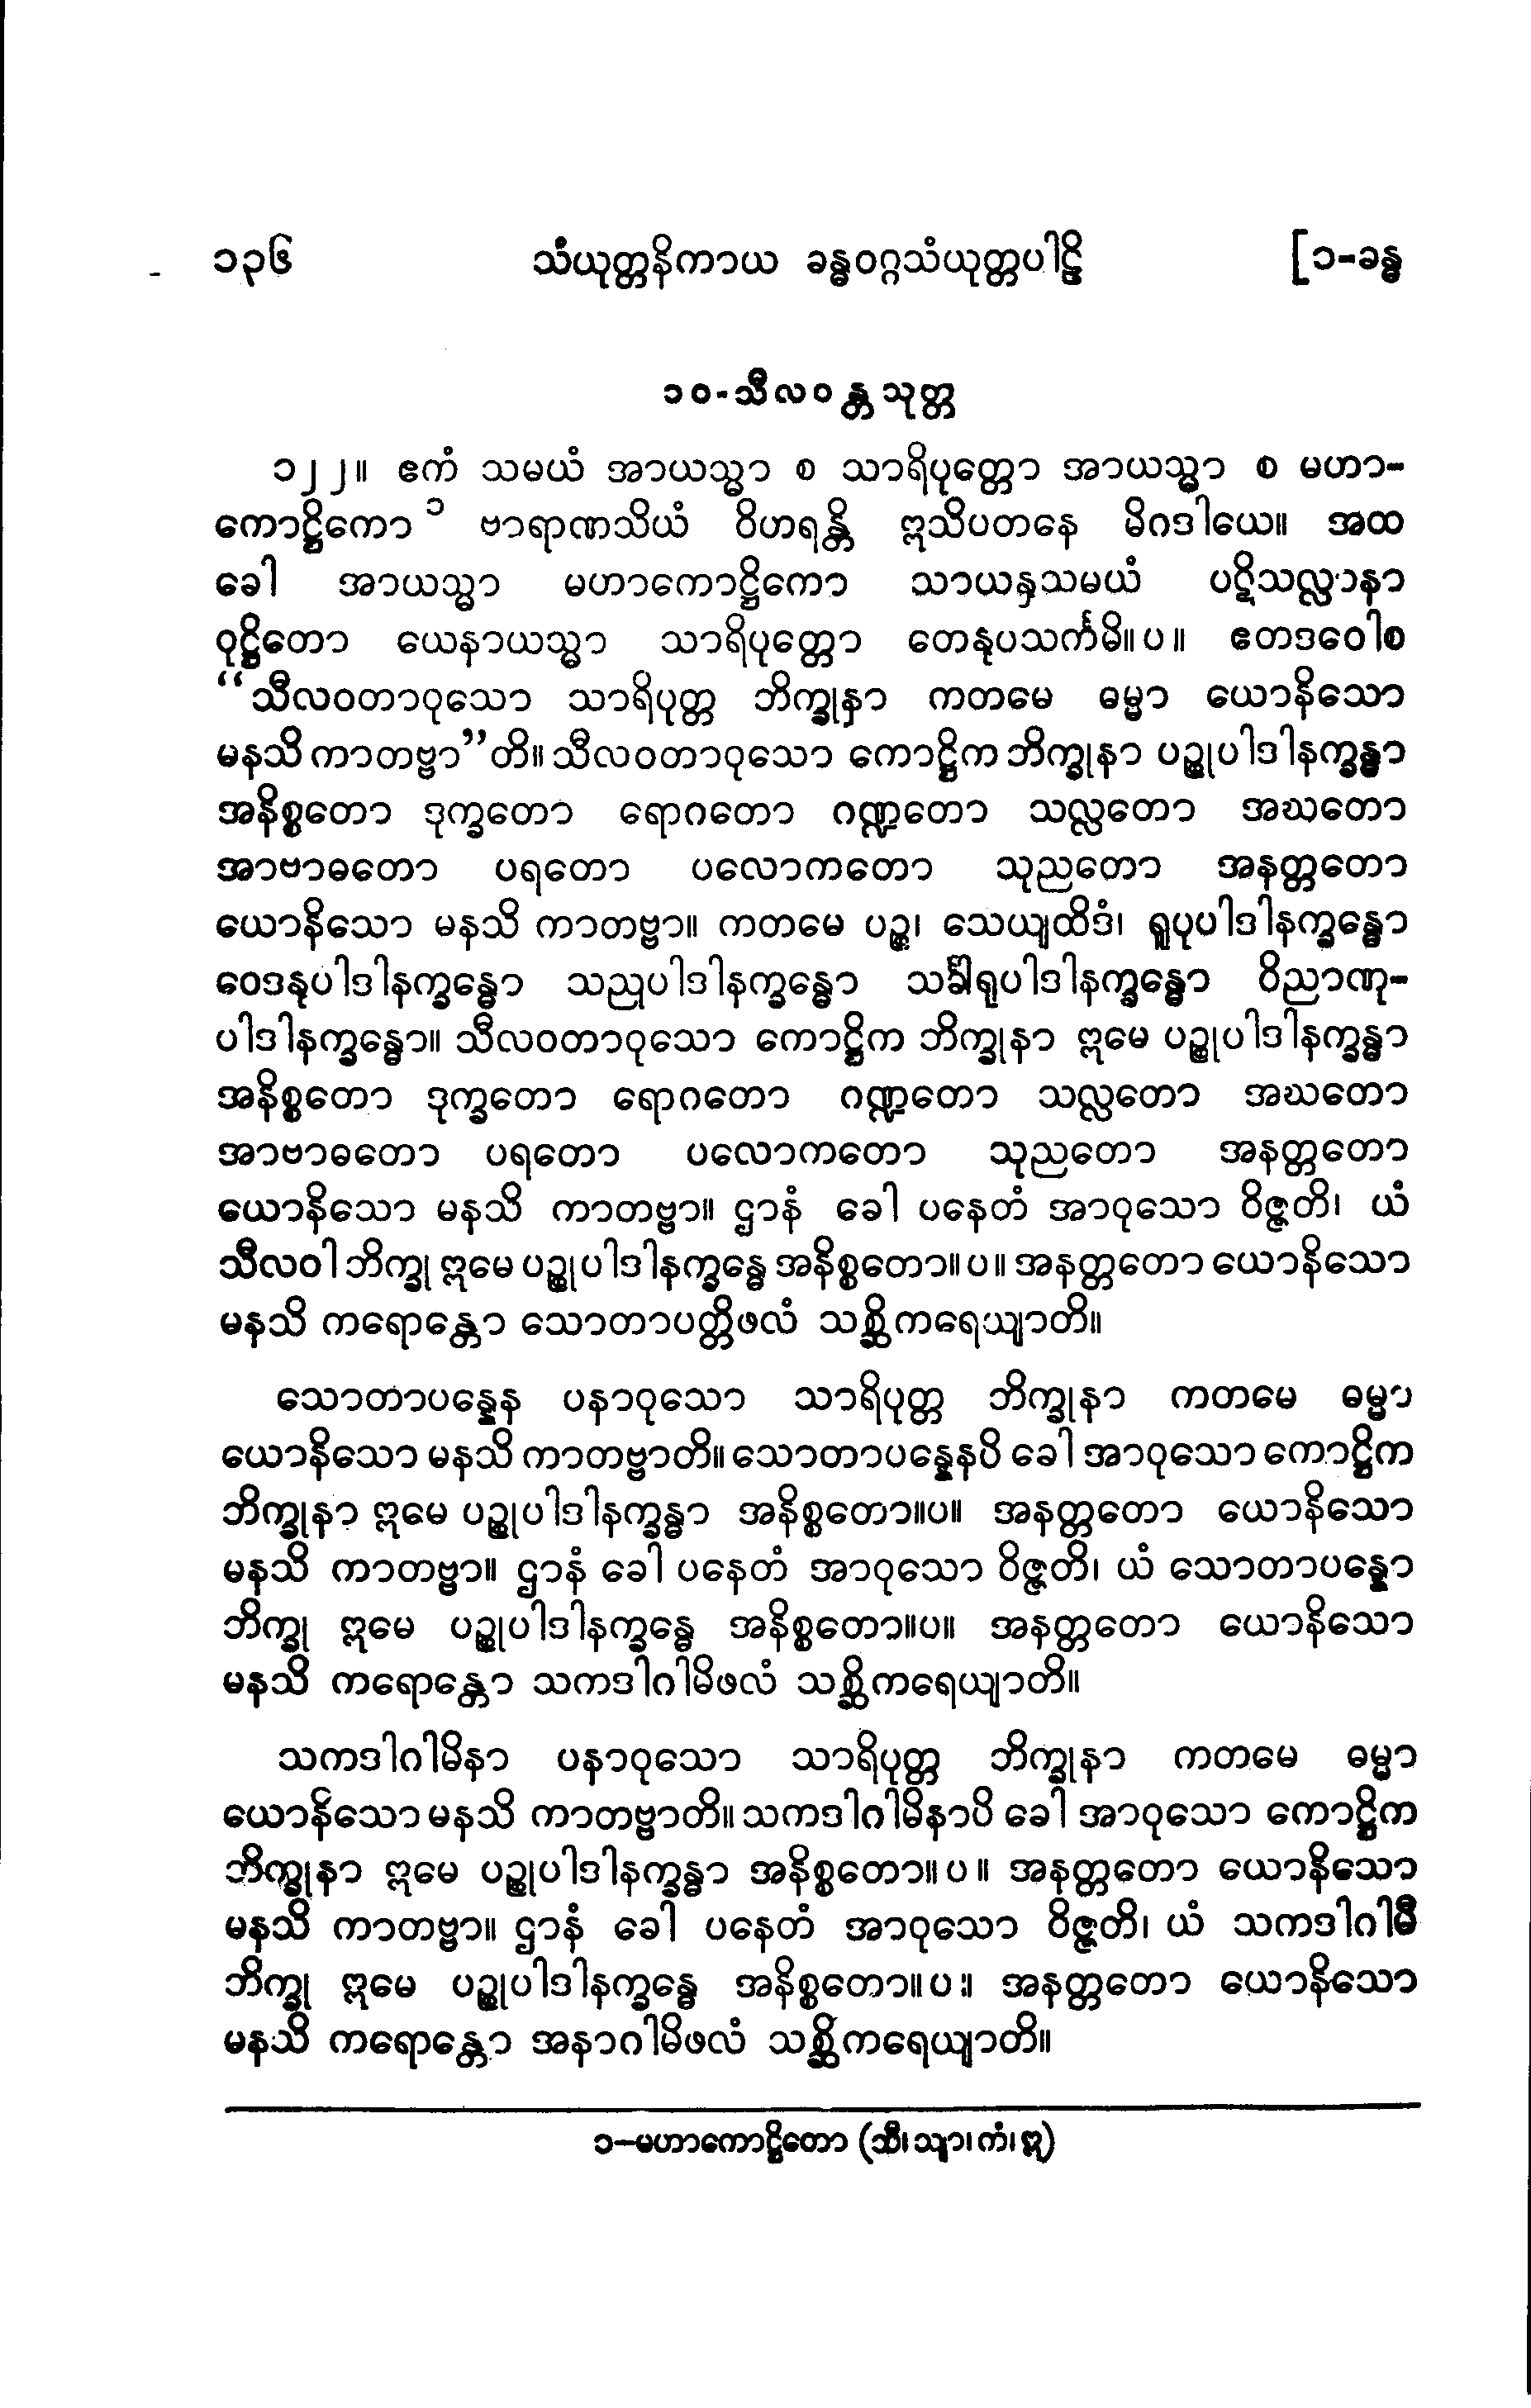 ၁၃၆ သံယုတ္တနိကာယ ခန္ဓဝဂ္ဂသံယုတ္တပါဠိ [၁-ခန္ဓ
၁၀-သီလဝန္တသုတ္တ
၁၂၂။ ဧကံ သမယံ အာယသ္မာ စ သာရိပုတ္တော အာယသ္မာ စ မဟာ-
ကောဋ္ဌိကော ၁ ဗာရာဏသိယံ ဝိဟရန္တိ ဣသိပတနေ မိဂဒါယေ။ အထ
ခေါ အာယသ္မာ မဟာကောဋ္ဌိကော သာယနှသမယံ ပဋိသလ္လာနာ
ဝုဋ္ဌိတော ယေနာယသ္မာ သာရိပုတ္တော တေနုပသင်္ကမိ။ပ။ ဧတဒဝေါစ
“သီလဝတာဝုသော သာရိပုတ္တ ဘိက္ခုနာ ကတမေ ဓမ္မာ ယောနိသော
မနသိ ကာတဗ္ဗာ”တိ။ သီလဝတာဝုသော ကောဋ္ဌိက ဘိက္ခုနာ ပဉ္စုပါဒါနက္ခန္ဓာ
အနိစ္စတော ဒုက္ခတော ရောဂတော ဂဏ္ဍတော သလ္လတော အဃတော
အာဗာဓတော ပရတော ပလောကတော သုညတော အနတ္တတော
ယောနိသော မနသိ ကာတဗ္ဗာ။ ကတမေ ပဉ္စ၊ သေယျထိဒံ၊ ရူပုပါဒါနက္ခန္ဓော
ဝေဒနုပါဒါနက္ခန္ဓော သညုပါဒါနက္ခန္ဓော သင်္ခါရုပါဒါနက္ခန္ဓော ဝိညာဏု-
ပါဒါနက္ခန္ဓော။ သီလဝတာဝုသော ကောဋ္ဌိက ဘိက္ခုနာ ဣမေ ပဉ္စုပါဒါနက္ခန္ဓာ
အနိစ္စတော ဒုက္ခတော ရောဂတော ဂဏ္ဍတော သလ္လတော အဃတော
အာဗာဓတော ပရတော ပလောကတော သုညတော အနတ္တတော
ယောနိသော မနသိ ကာတဗ္ဗာ။ ဌာနံ ခေါ ပနေတံ အာဝုသော ဝိဇ္ဇတိ၊ ယံ
သီလဝါ ဘိက္ခု ဣမေ ပဉ္စုပါဒါနက္ခန္ဓေ အနိစ္စတော။ပ။ အနတ္တတော ယောနိသော
မနသိ ကရောန္တော သောတာပတ္တိဖလံ သစ္ဆိကရေယျာတိ။
သောတာပန္နေန ပနာဝုသော သာရိပုတ္တ ဘိက္ခုနာ ကတမေ ဓမ္မာ
ယောနိသော မနသိ ကာတဗ္ဗာတိ။ သောတာပန္နေနပိ ခေါ အာဝုသော ကောဋ္ဌိက
ဘိက္ခုနာ ဣမေ ပဉ္စုပါဒါနက္ခန္ဓာ အနိစ္စတော။ပ။ အနတ္တတော ယောနိသော
မနသိ ကာတဗ္ဗာ။ ဌာနံ ခေါ ပနေတံ အာဝုသော ဝိဇ္ဇတိ၊ ယံ သောတာပန္နော
ဘိက္ခု ဣမေ ပဉ္စုပါဒါနက္ခန္ဓေ အနိစ္စတော။ပ။ အနတ္တတော ယောနိသော
မနသိ ကရောန္တော သကဒါဂါမိဖလံ သစ္ဆိကရေယျာတိ။
သကဒါဂါမိနာ ပနာဝုသော သာရိပုတ္တ ဘိက္ခုနာ ကတမေ ဓမ္မာ
ယောနိသော မနသိ ကာတဗ္ဗာတိ။ သကဒါဂါမိနာပိ ခေါ အာဝုသော ကောဋ္ဌိက
ဘိက္ခုနာ ဣမေ ပဉ္စုပါဒါနက္ခန္ဓာ အနိစ္စတော။ပ။ အနတ္တတော ယောနိသော
မနသိ ကာတဗ္ဗာ။ ဌာနံ ခေါ ပနေတံ အာဝုသော ဝိဇ္ဇတိ၊ ယံ သကဒါဂါမီ
ဘိက္ခု ဣမေ ပဉ္စုပါဒါနက္ခန္ဓေ အနိစ္စတော။ပ။ အနတ္တတော ယောနိသော
မနသိ ကရောန္တော အနာဂါမိဖလံ သစ္ဆိကရေယျာတိ။
၁—မဟာကောဋ္ဌိတော (သီ၊ သျာ၊ ကံ၊ ဣ)